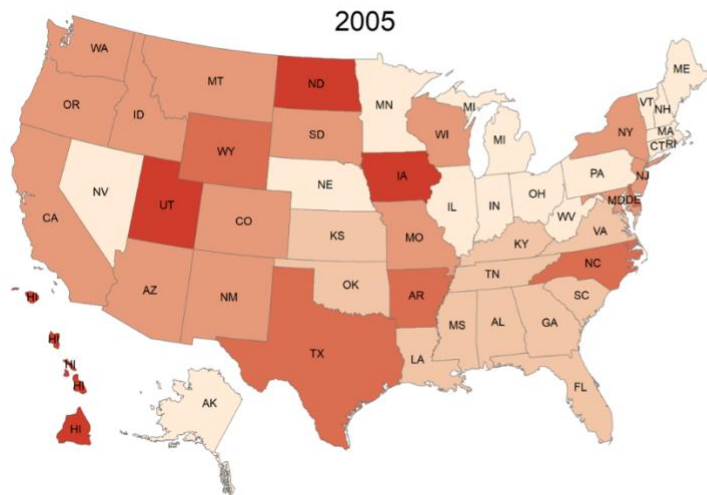 2005
WA
MT
ND
MN
MI
ME
VT
NH
OR
ID
SD
WI
NY
MA
CT
RI
WY
MI
NE
IA
PA
NJ
NV
UT
CO
IL
IN
OH
WV
MD
DE
CA
KS
MO
KY
VA
AZ
NM
OK
AR
TN
NC
SC
TX
LA
MS
AL
GA
FL
HI
HI
HI
HI
HI
AK